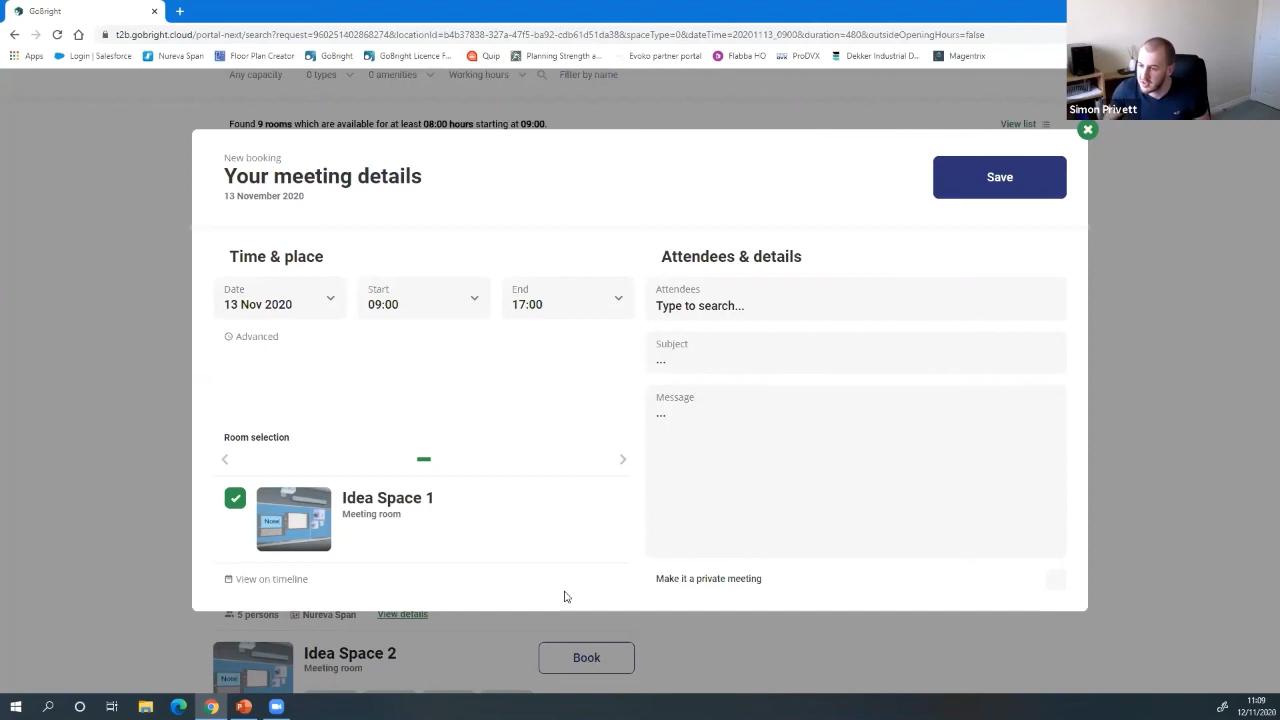 GoBright
t2b.gobright.cloud/portal-next/search?request=960251402868274&locationId=b4b37838-327a-47f5-ba92-cdb61d51da38&spaceType=0&dateTime=20201113_0900&duration=480&outsideOpeningHours=false
Apps
Login | Salesforce
Nureva Span
Floor Plan Creator
GoBright
GoBright Licence F...
Quip
Planning Strength a...
Evoko partner portal
Flabba HO
ProDVX
Dekker Industrial D...
Magentrix
Any capacity
0 types
0 amenities
Working hours
Filter by name
Simon Privett
Found 9 rooms which are available for at least 08:00 hours starting at 09:00.
View list
New booking
Your meeting details
13 November 2020
Save
Time & place
Date
13 Nov 2020
Start
09:00
End
17:00
Advanced
Room selection
Idea Space 1
Meeting room
None
View on timeline
Attendees & details
Attendees
Type to search...
Subject
...
Message
...
Make it a private meeting
5 persons
Nureva Span
View details
Idea Space 2
Meeting room
None
Book
11:09
12/11/2020